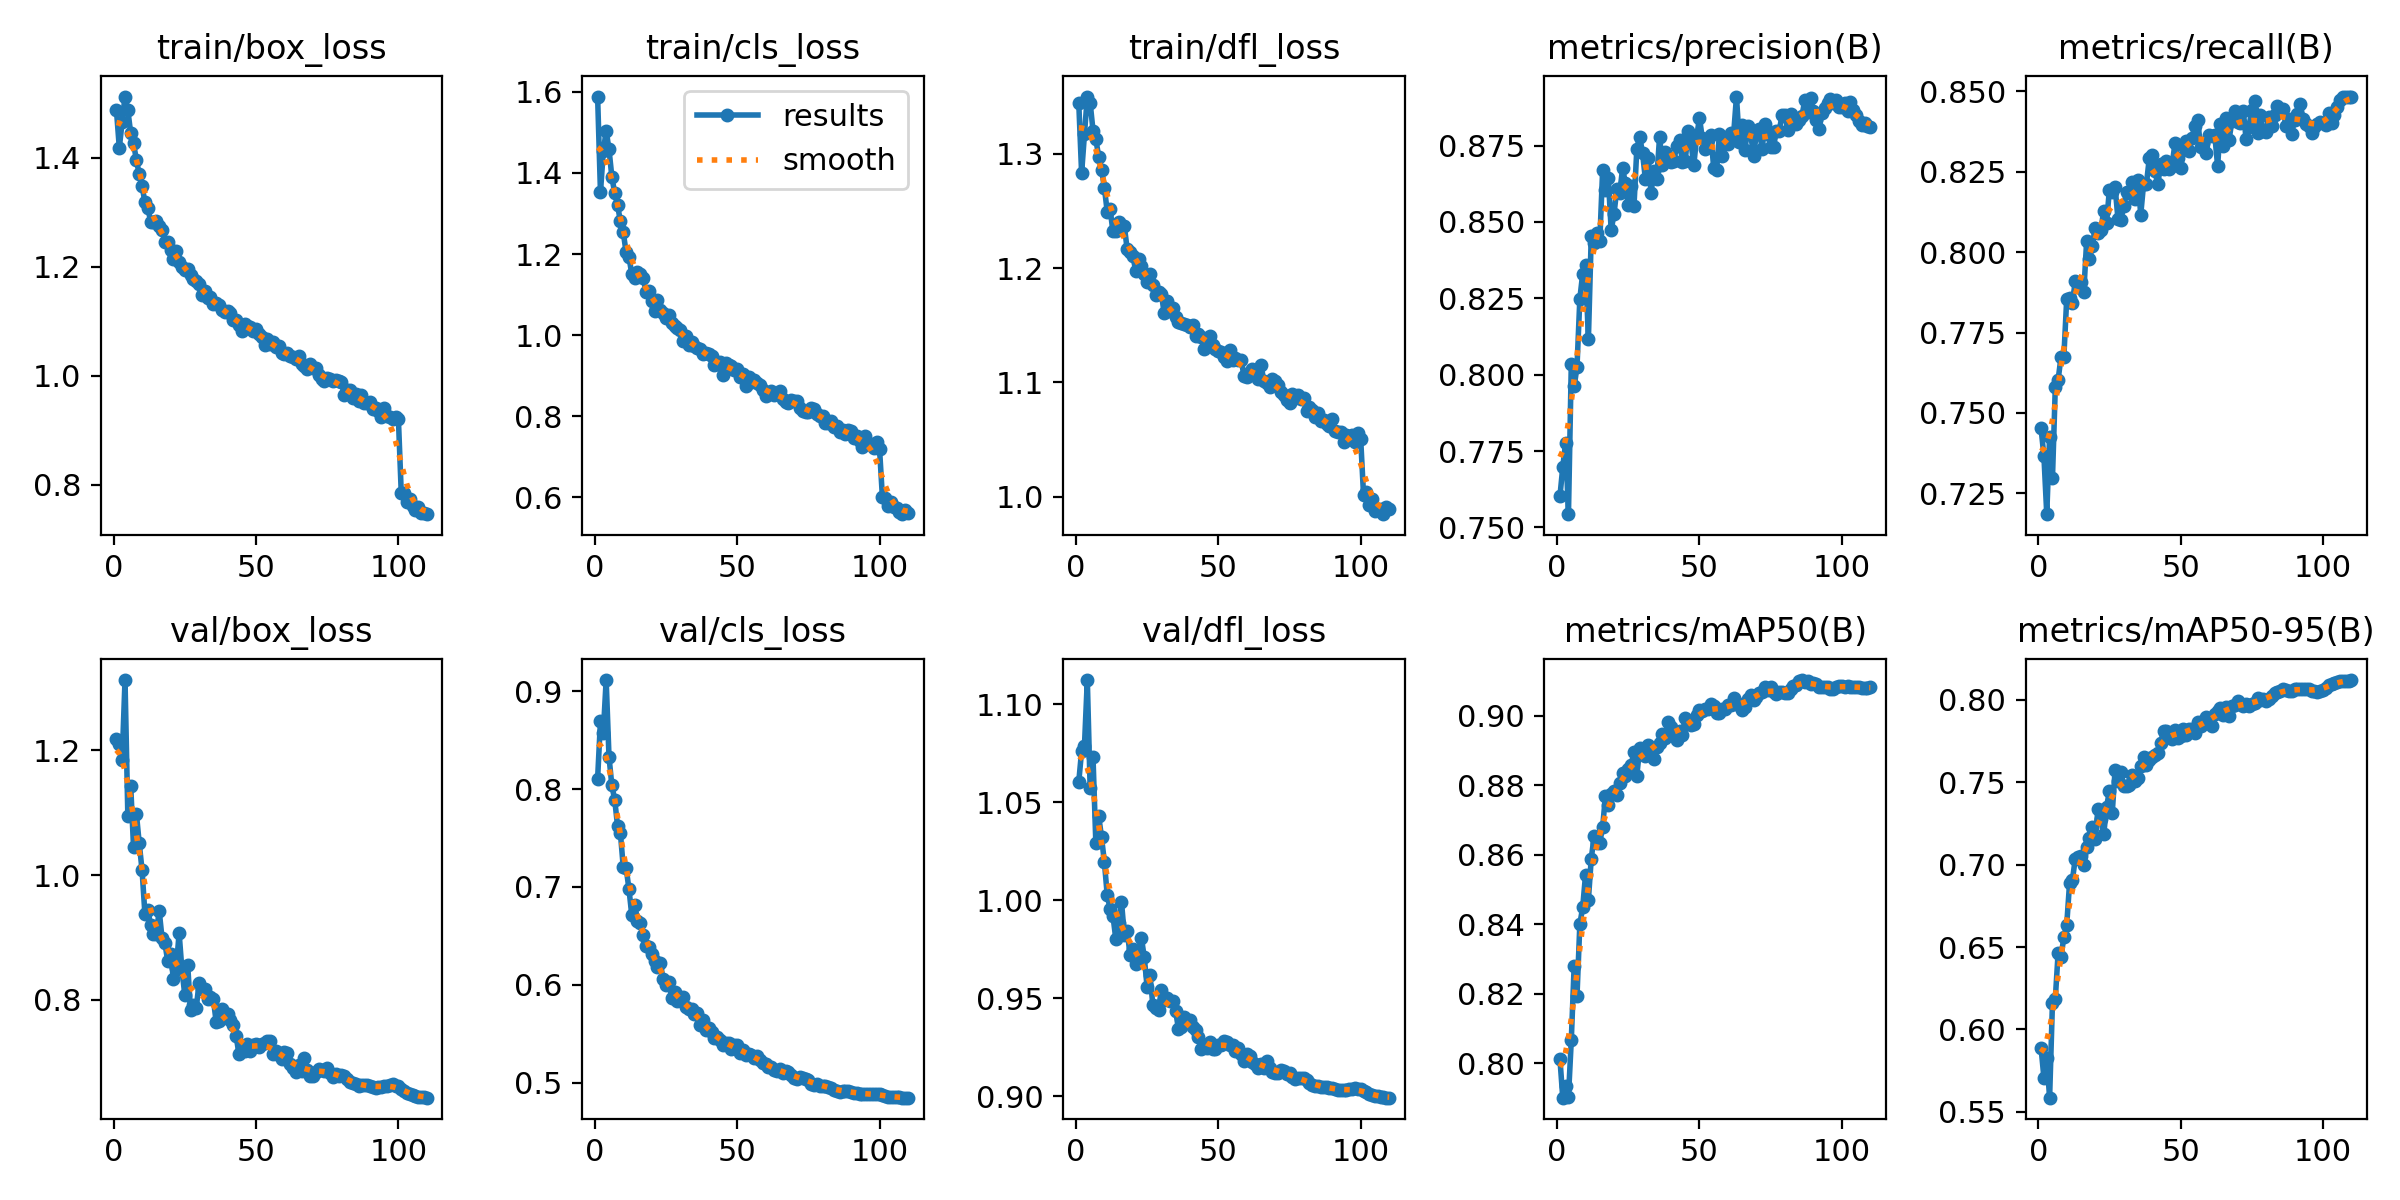 train/box_loss
1.4
1.2
1.0
0.8
0 50 100
train/cls_loss
results
smooth
1.6
1.4
1.2
1.0
0.8
0.6
0 50 100
train/dfl_loss
1.3
1.2
1.1
1.0
0 50 100
metrics/precision(B)
0.875
0.850
0.825
0.800
0.775
0.750
0 50 100
metrics/recall(B)
0.850
0.825
0.800
0.775
0.750
0.725
0 50 100
val/box_loss
1.2
1.0
0.8
0 50 100
val/cls_loss
0.9
0.8
0.7
0.6
0.5
0 50 100
val/dfl_loss
1.10
1.05
1.00
0.95
0.90
0 50 100
metrics/mAP50(B)
0.90
0.88
0.86
0.84
0.82
0.80
0 50 100
metrics/mAP50-95(B)
0.80
0.75
0.70
0.65
0.60
0.55
0 50 100